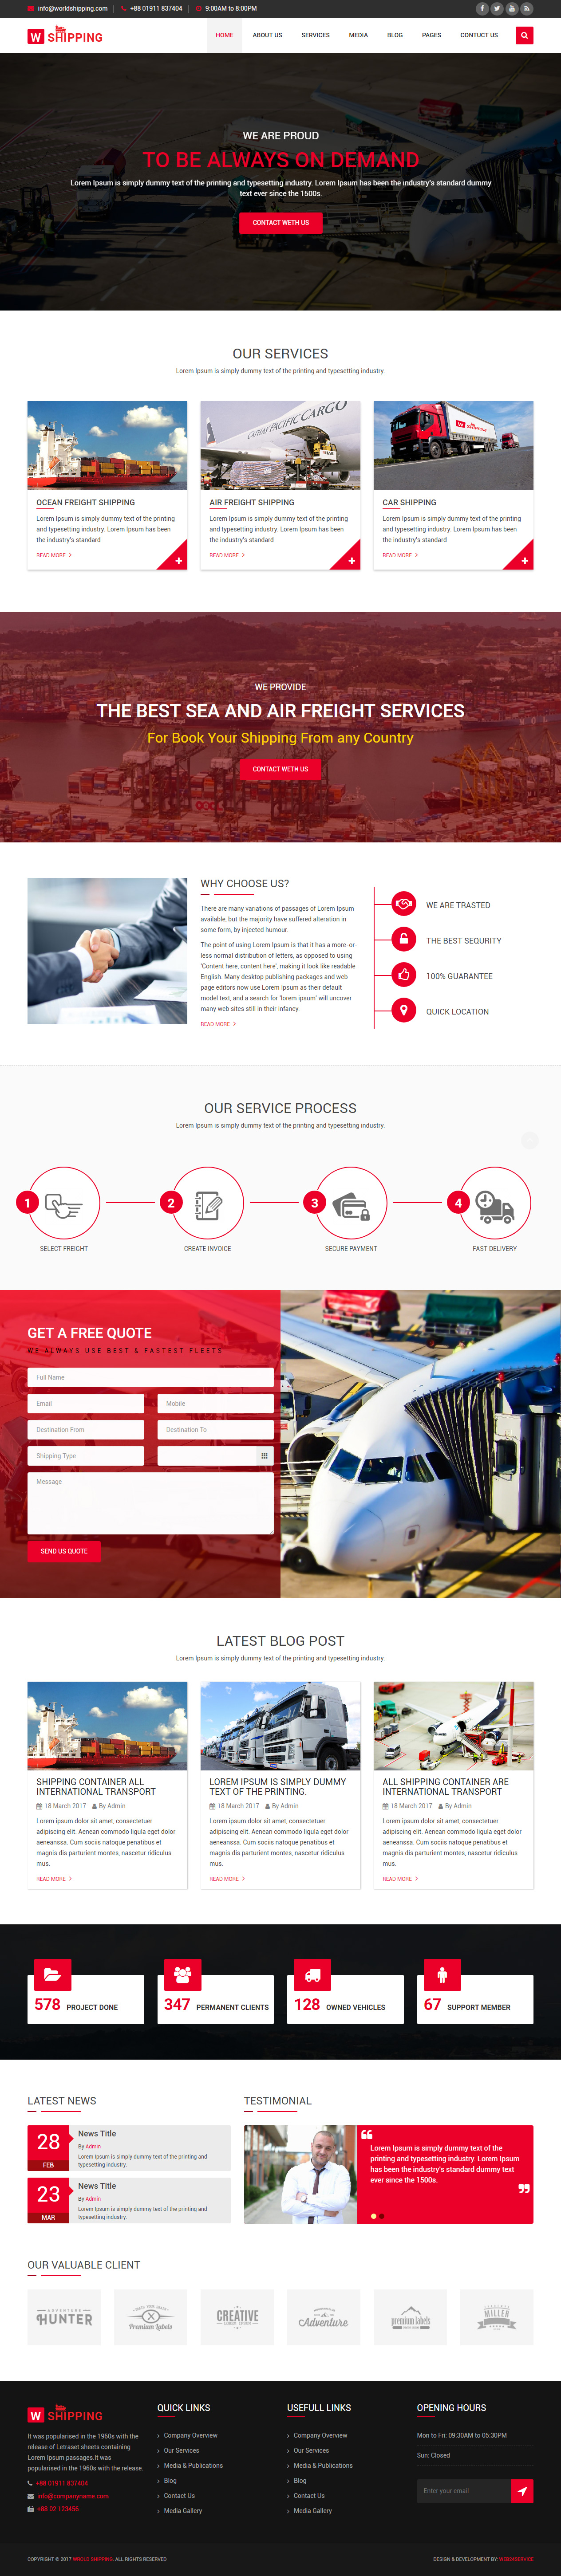 info@worldshipping.com
+88 01911 837404
9:00AM to 8:00PM
W SHIPPING
HOME
ABOUT US
SERVICES
MEDIA
BLOG
PAGES
CONTUCT US
WE ARE PROUD
TO BE ALWAYS ON DEMAND
Lorem Ipsum is simply dummy text of the printing and typesetting industry. Lorem Ipsum has been the industry's standard dummy
text ever since the 1500s.
CONTACT WETH US
OUR SERVICES
Lorem Ipsum is simply dummy text of the printing and typesetting industry.
CATHAY PACIFIC CARGO
W SHIPPING
OCEAN FREIGHT SHIPPING
Lorem Ipsum is simply dummy text of the printing
and typesetting industry. Lorem Ipsum has been
the industry's standard
READ MORE
AIR FREIGHT SHIPPING
Lorem Ipsum is simply dummy text of the printing
and typesetting industry. Lorem Ipsum has been
the industry's standard
READ MORE
CAR SHIPPING
Lorem Ipsum is simply dummy text of the printing
and typesetting industry. Lorem Ipsum has been
the industry's standard
READ MORE
WE PROVIDE
THE BEST SEA AND AIR FREIGHT SERVICES
For Book Your Shipping From any Country
CONTACT WETH US
WHY CHOOSE US?
There are many variations of passages of Lorem Ipsum
available, but the majority have suffered alteration in
some form, by injected humour.
The point of using Lorem Ipsum is that it has a more-or-
less normal distribution of letters, as opposed to using
'Content here, content here', making it look like readable
English. Many desktop publishing packages and web
page editors now use Lorem Ipsum as their default
model text, and a search for 'lorem ipsum' will uncover
many web sites still in their infancy.
READ MORE
WE ARE TRASTED
THE BEST SEQURITY
100% GUARANTEE
QUICK LOCATION
OUR SERVICE PROCESS
Lorem Ipsum is simply dummy text of the printing and typesetting industry.
1
2
3
4
SELECT FREIGHT
CREATE INVOICE
SECURE PAYMENT
FAST DELIVERY
GET A FREE QUOTE
WE ALWAYS USE BEST & FASTEST FLEETS
Full Name
Email
Mobile
Destination From
Destination To
Shipping Type
Message
SEND US QUOTE
LATEST BLOG POST
Lorem Ipsum is simply dummy text of the printing and typesetting industry.
SHIPPING CONTAINER ALL
INTERNATIONAL TRANSPORT
18 March 2017 By Admin
Lorem ipsum dolor sit amet, consectetuer
adipiscing elit. Aenean commodo ligula eget dolor
aeneanssa. Cum sociis natoque penatibus et
magnis dis parturient montes, nascetur ridiculus
mus.
READ MORE
LOREM IPSUM IS SIMPLY DUMMY
TEXT OF THE PRINTING.
18 March 2017 By Admin
Lorem ipsum dolor sit amet, consectetuer
adipiscing elit. Aenean commodo ligula eget dolor
aeneanssa. Cum sociis natoque penatibus et
magnis dis parturient montes, nascetur ridiculus
mus.
READ MORE
ALL SHIPPING CONTAINER ARE
INTERNATIONAL TRANSPORT
18 March 2017 By Admin
Lorem ipsum dolor sit amet, consectetuer
adipiscing elit. Aenean commodo ligula eget dolor
aeneanssa. Cum sociis natoque penatibus et
magnis dis parturient montes, nascetur ridiculus
mus.
READ MORE
578 PROJECT DONE
347 PERMANENT CLIENTS
128 OWNED VEHICLES
67 SUPPORT MEMBER
LATEST NEWS
28
FEB
News Title
By Admin
Lorem Ipsum is simply dummy text of the printing and
typesetting industry.
23
MAR
News Title
By Admin
Lorem Ipsum is simply dummy text of the printing and
typesetting industry.
TESTIMONIAL
Lorem Ipsum is simply dummy text of the
printing and typesetting industry. Lorem Ipsum
has been the industry's standard dummy text
ever since the 1500s.
OUR VALUABLE CLIENT
ADVENTURE
HUNTER
Premium Labels
CREATIVE
Adventure
premium labels
MILLER
W SHIPPING
It was popularised in the 1960s with the
release of Letraset sheets containing
Lorem Ipsum passages.It was
popularised in the 1960s with the release.
+88 01911 837404
info@companyname.com
+88 02 123456
QUICK LINKS
Company Overview
Our Services
Media & Publications
Blog
Contact Us
Media Gallery
USEFULL LINKS
Company Overview
Our Services
Media & Publications
Blog
Contact Us
Media Gallery
OPENING HOURS
Mon to Fri: 09:30AM to 05:30PM
Sun: Closed
Enter your email
COPYRIGHT © 2017 WROLD SHIPPING. ALL RIGHTS RESERVED
DESIGN & DEVELOPMENT BY: WEB24SERVICE